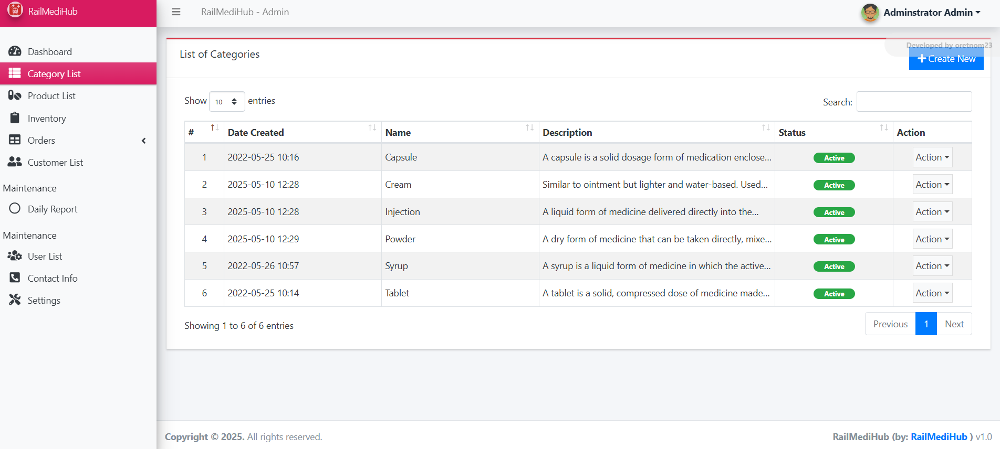 RailMediHub
RailMediHub - Admin
Adminstrator Admin
Dashboard
Category List
Product List
Inventory
Orders
Customer List
Maintenance
Daily Report
Maintenance
User List
Contact Info
Settings
Developed by oretnom23
List of Categories
Create New
Show 10 entries
Search:
# Date Created Name Description Status Action
1 2022-05-25 10:16 Capsule A capsule is a solid dosage form of medication enclose... Active Action
2 2025-05-10 12:28 Cream Similar to ointment but lighter and water-based. Used... Active Action
3 2025-05-10 12:28 Injection A liquid form of medicine delivered directly into the... Active Action
4 2025-05-10 12:29 Powder A dry form of medicine that can be taken directly, mixe... Active Action
5 2022-05-26 10:57 Syrup A syrup is a liquid form of medicine in which the active... Active Action
6 2022-05-25 10:14 Tablet A tablet is a solid, compressed dose of medicine made... Active Action
Showing 1 to 6 of 6 entries
Previous 1 Next
Copyright © 2025. All rights reserved.
RailMediHub (by: RailMediHub ) v1.0